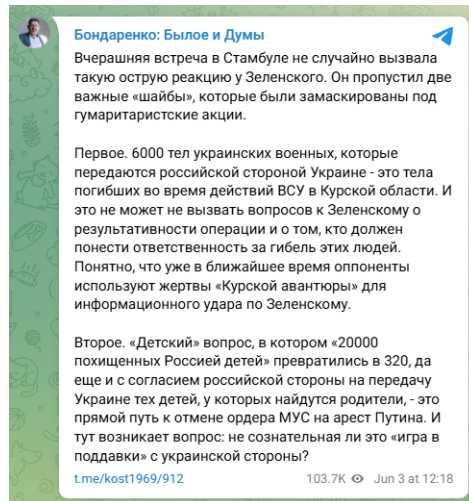 Бондаренко: Былое и Думы
Вчерашняя встреча в Стамбуле не случайно вызвала
такую острую реакцию у Зеленского. Он пропустил две
важные «шайбы», которые были замаскированы под
гуманитаристские акции.
Первое. 6000 тел украинских военных, которые
передаются российской стороной Украине - это тела
погибших во время действий ВСУ в Курской области. И
это не может не вызвать вопросов к Зеленскому о
результативности операции и о том, кто должен
понести ответственность за гибель этих людей.
Понятно, что уже в ближайшее время оппоненты
используют жертвы «Курской авантюры» для
информационного удара по Зеленскому.
Второе. «Детский» вопрос, в котором «20000
похищенных Россией детей» превратились в 320, да
еще и с согласием российской стороны на передачу
Украине тех детей, у которых найдутся родители, - это
прямой путь к отмене ордера МУС на арест Путина. И
тут возникает вопрос: не сознательная ли это «игра в
поддавки» с украинской стороны?
t.me/kost1969/912 103.7K Jun 3 at 12:18